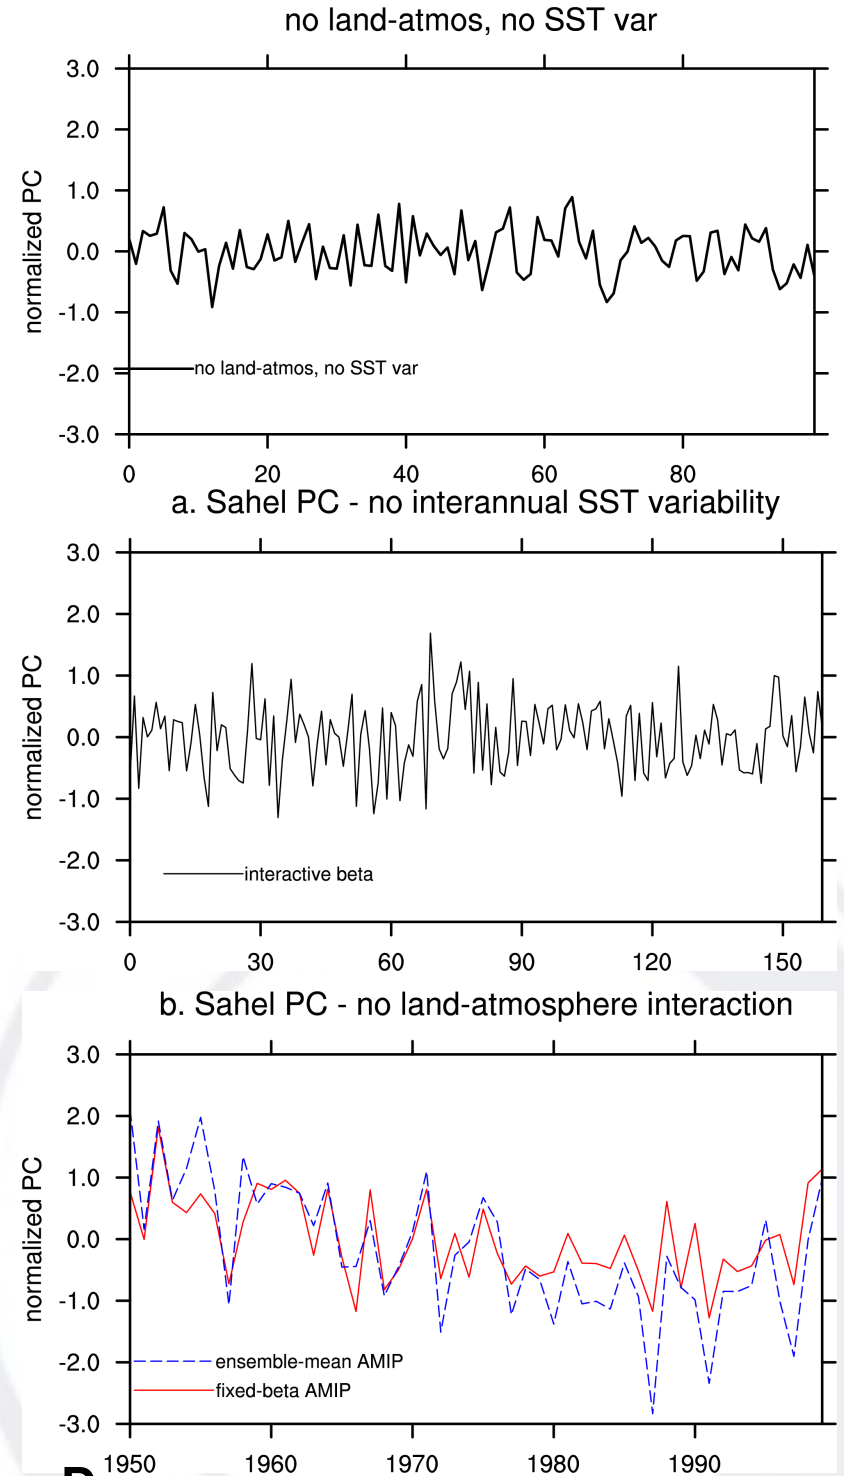 no land-atmos, no SST var
3.0
2.0
1.0
0.0
-1.0
-2.0
-3.0
normalized PC
no land-atmos, no SST var
0 20 40 60 80
a. Sahel PC - no interannual SST variability
3.0
2.0
1.0
0.0
-1.0
-2.0
-3.0
normalized PC
interactive beta
0 30 60 90 120 150
b. Sahel PC - no land-atmosphere interaction
3.0
2.0
1.0
0.0
-1.0
-2.0
-3.0
normalized PC
ensemble-mean AMIP
fixed-beta AMIP
1950 1960 1970 1980 1990